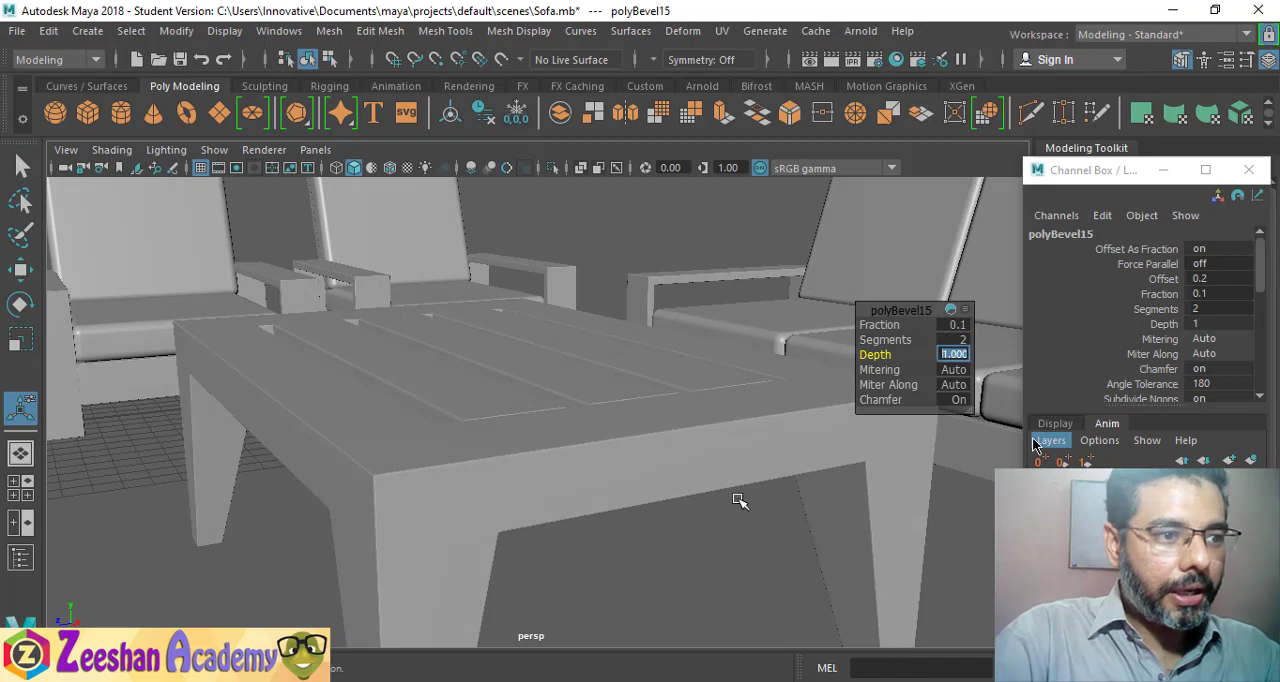 Autodesk Maya 2018 - Student Version: C:\Users\Innovative\Documents\maya\projects\default\scenes\Sofa.mb* --- polyBevel15
File Edit Create Select Modify Display Windows Mesh Edit Mesh Mesh Tools Mesh Display Curves Surfaces Deform UV Generate Cache Arnold Help
Workspace : Modeling - Standard*
Modeling No Live Surface Symmetry: Off Sign In
Curves / Surfaces Poly Modeling Sculpting Rigging Animation Rendering FX FX Caching Custom Arnold Bifrost MASH Motion Graphics XGen
View Shading Lighting Show Renderer Panels
Modeling Toolkit
0.00 1.00 sRGB gamma
Channel Box / L...
Channels Edit Object Show
polyBevel15
Offset As Fraction on
Force Parallel off
Offset 0.2
Fraction 0.1
Segments 2
Depth 1
Mitering Auto
Miter Along Auto
Chamfer on
Angle Tolerance 180
Subdivide Ngons on
polyBevel15
Fraction 0.1
Segments 2
Depth 1.000
Mitering Auto
Miter Along Auto
Chamfer On
Display Anim
Layers Options Show Help
persp
Zeeshan Academy
MEL